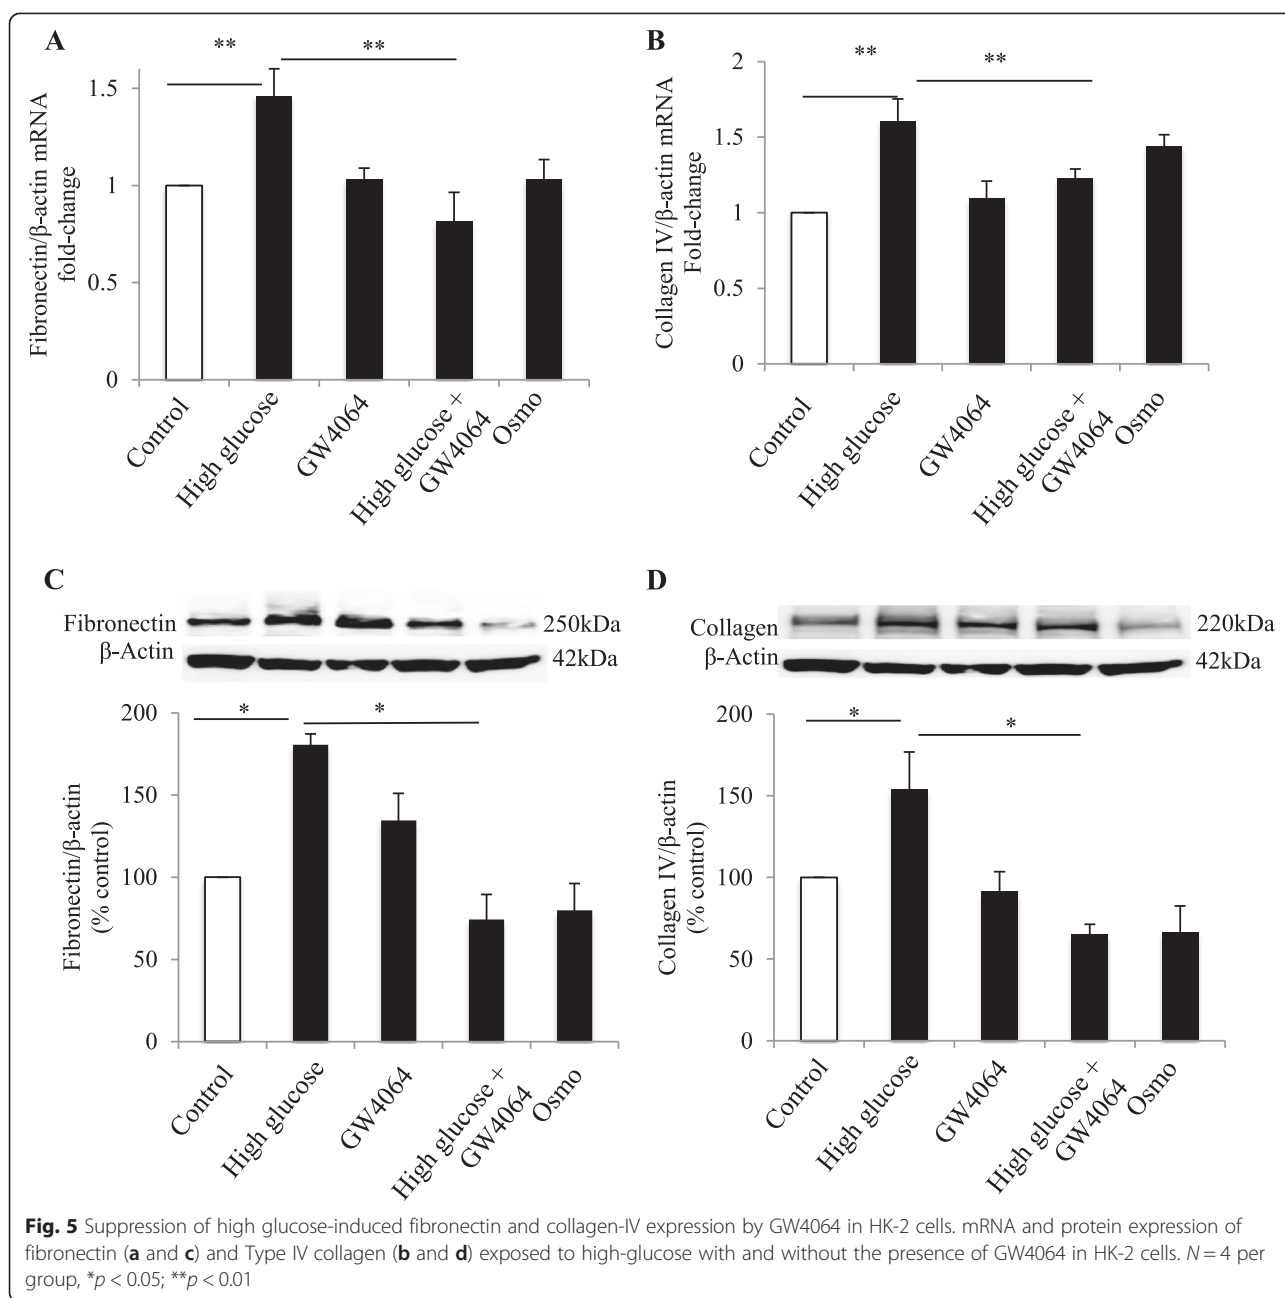 A
**
**
1.5
1
0.5
0
Fibronectin/β-actin mRNA
fold-change
Control
High glucose
GW4064
High glucose +
GW4064
Osmo
B
**
**
2
1.5
1
0.5
0
Collagen IV/β-actin mRNA
Fold-change
Control
High glucose
GW4064
High glucose +
GW4064
Osmo
C
Fibronectin
250kDa
β-Actin
42kDa
*
*
200
150
100
50
0
Fibronectin/β-actin
(% control)
Control
High glucose
GW4064
High glucose +
GW4064
Osmo
D
Collagen
220kDa
β-Actin
42kDa
*
*
200
150
100
50
0
Collagen IV/β-actin
(% control)
Control
High glucose
GW4064
High glucose +
GW4064
Osmo
Fig. 5 Suppression of high glucose-induced fibronectin and collagen-IV expression by GW4064 in HK-2 cells. mRNA and protein expression of
fibronectin (a and c) and Type IV collagen (b and d) exposed to high-glucose with and without the presence of GW4064 in HK-2 cells. N = 4 per
group, *p < 0.05; **p < 0.01